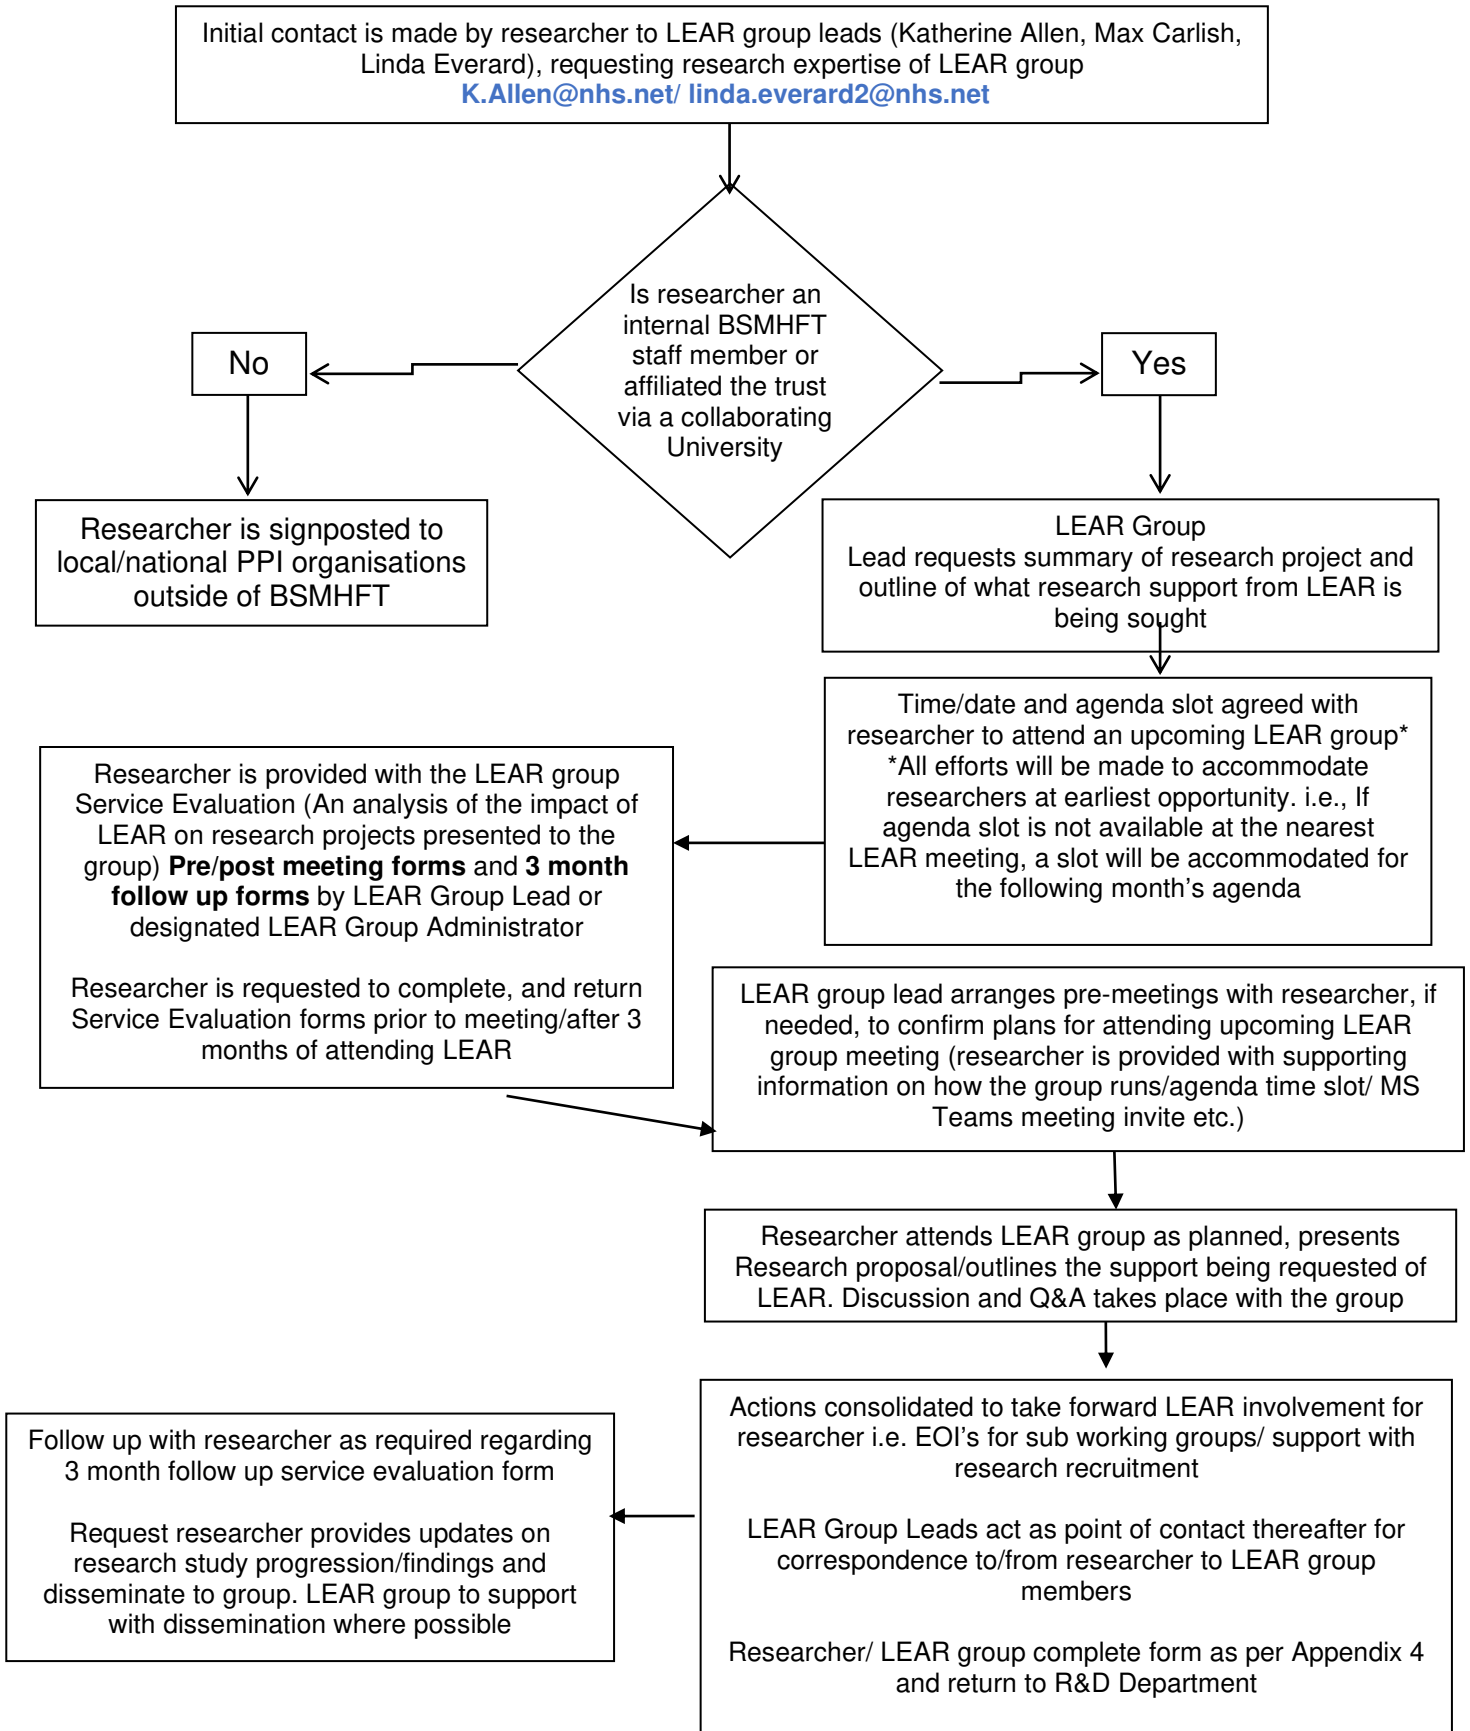 Initial contact is made by researcher to LEAR group leads (Katherine Allen, Max Carlish,
Linda Everard), requesting research expertise of LEAR group
K.Allen@nhs.net/ linda.everard2@nhs.net
Is researcher an
internal BSMHFT
staff member or
affiliated the trust
via a collaborating
University
No
Yes
Researcher is signposted to
local/national PPI organisations
outside of BSMHFT
LEAR Group
Lead requests summary of research project and
outline of what research support from LEAR is
being sought
Time/date and agenda slot agreed with
researcher to attend an upcoming LEAR group*
*All efforts will be made to accommodate
researchers at earliest opportunity. i.e., If
agenda slot is not available at the nearest
LEAR meeting, a slot will be accommodated for
the following month's agenda
Researcher is provided with the LEAR group
Service Evaluation (An analysis of the impact of
LEAR on research projects presented to the
group) Pre/post meeting forms and 3 month
follow up forms by LEAR Group Lead or
designated LEAR Group Administrator
Researcher is requested to complete, and return
Service Evaluation forms prior to meeting/after 3
months of attending LEAR
LEAR group lead arranges pre-meetings with researcher, if
needed, to confirm plans for attending upcoming LEAR
group meeting (researcher is provided with supporting
information on how the group runs/agenda time slot/ MS
Teams meeting invite etc.)
Researcher attends LEAR group as planned, presents
Research proposal/outlines the support being requested of
LEAR. Discussion and Q&A takes place with the group
Actions consolidated to take forward LEAR involvement for
researcher i.e. EOI's for sub working groups/ support with
research recruitment
LEAR Group Leads act as point of contact thereafter for
correspondence to/from researcher to LEAR group
members
Researcher/ LEAR group complete form as per Appendix 4
and return to R&D Department
Follow up with researcher as required regarding
3 month follow up service evaluation form
Request researcher provides updates on
research study progression/findings and
disseminate to group. LEAR group to support
with dissemination where possible